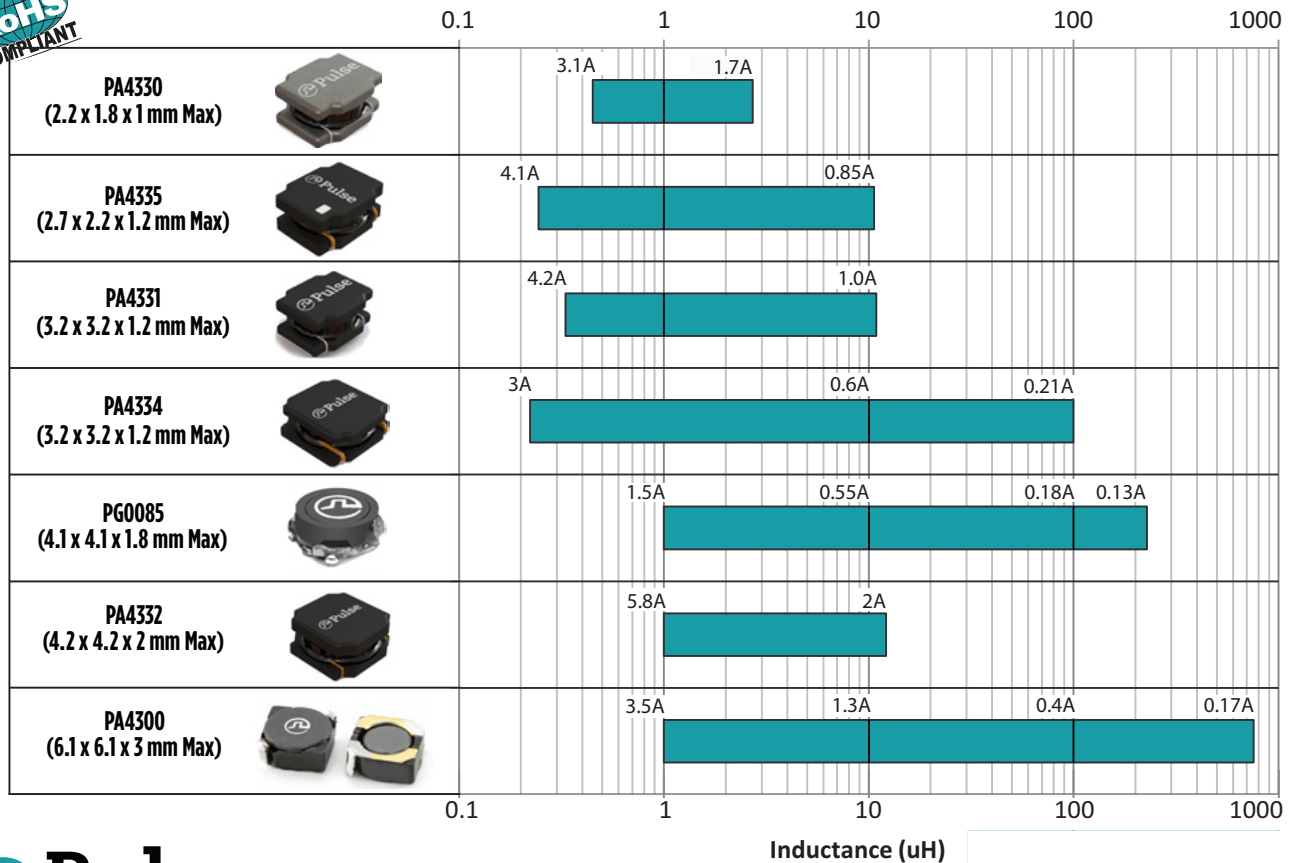 RoHS
COMPLIANT
0.1 1 10 100 1000
PA4330
(2.2 x 1.8 x 1 mm Max)
Pulse
3.1A 1.7A
PA4335
(2.7 x 2.2 x 1.2 mm Max)
Pulse
4.1A 0.85A
PA4331
(3.2 x 3.2 x 1.2 mm Max)
Pulse
4.2A 1.0A
PA4334
(3.2 x 3.2 x 1.2 mm Max)
Pulse
3A 0.6A 0.21A
PG0085
(4.1 x 4.1 x 1.8 mm Max)
1.5A 0.55A 0.18A 0.13A
PA4332
(4.2 x 4.2 x 2 mm Max)
Pulse
5.8A 2A
PA4300
(6.1 x 6.1 x 3 mm Max)
3.5A 1.3A 0.4A 0.17A
0.1 1 10 100 1000
Inductance (uH)